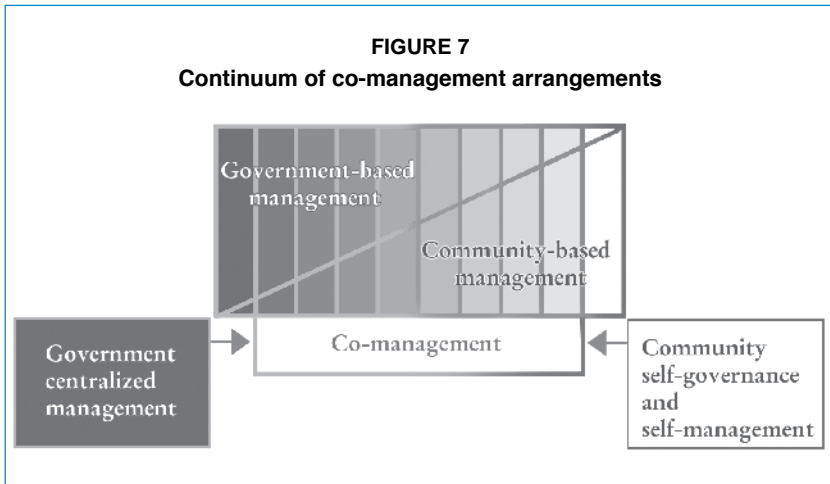 FIGURE 7
Continuum of co-management arrangements
Government-based
management
Community-based
management
Co-management
Government
centralized
management
Community
self-governance
and
self-management